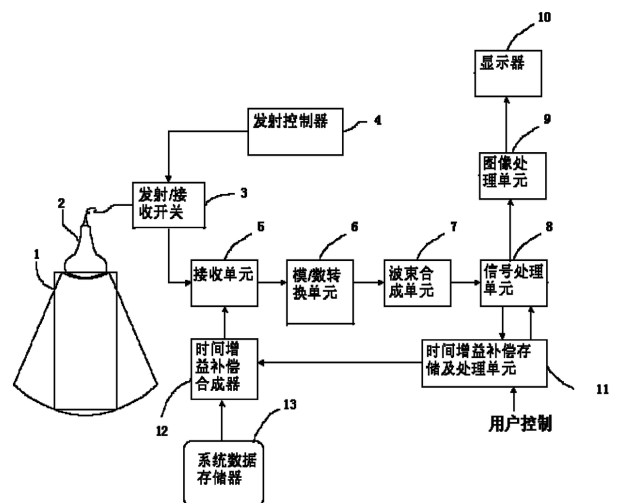 10
显示器
发射控制器
4
9
图像处
理单元
2
发射/接
收开关
3
1
5
6
7
8
接收单元
模/数转
换单元
波束合
成单元
信号处理
单元
时间增
益补偿
合成器
时间增益补偿存
储及处理单元
12
11
用户控制
13
系统数据
存储器